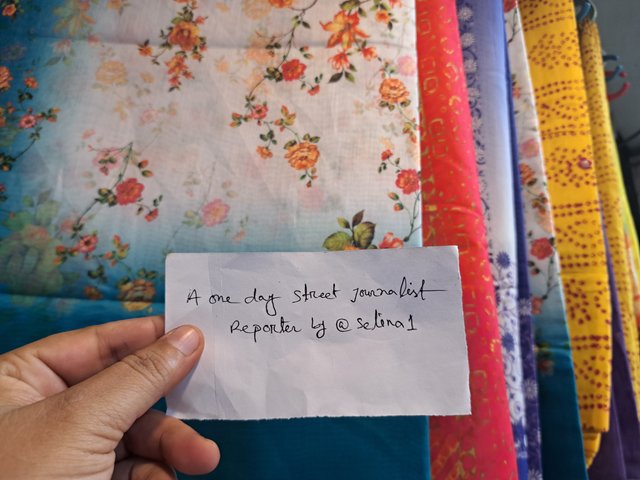 A one day street journalist
Reporter by @selina1